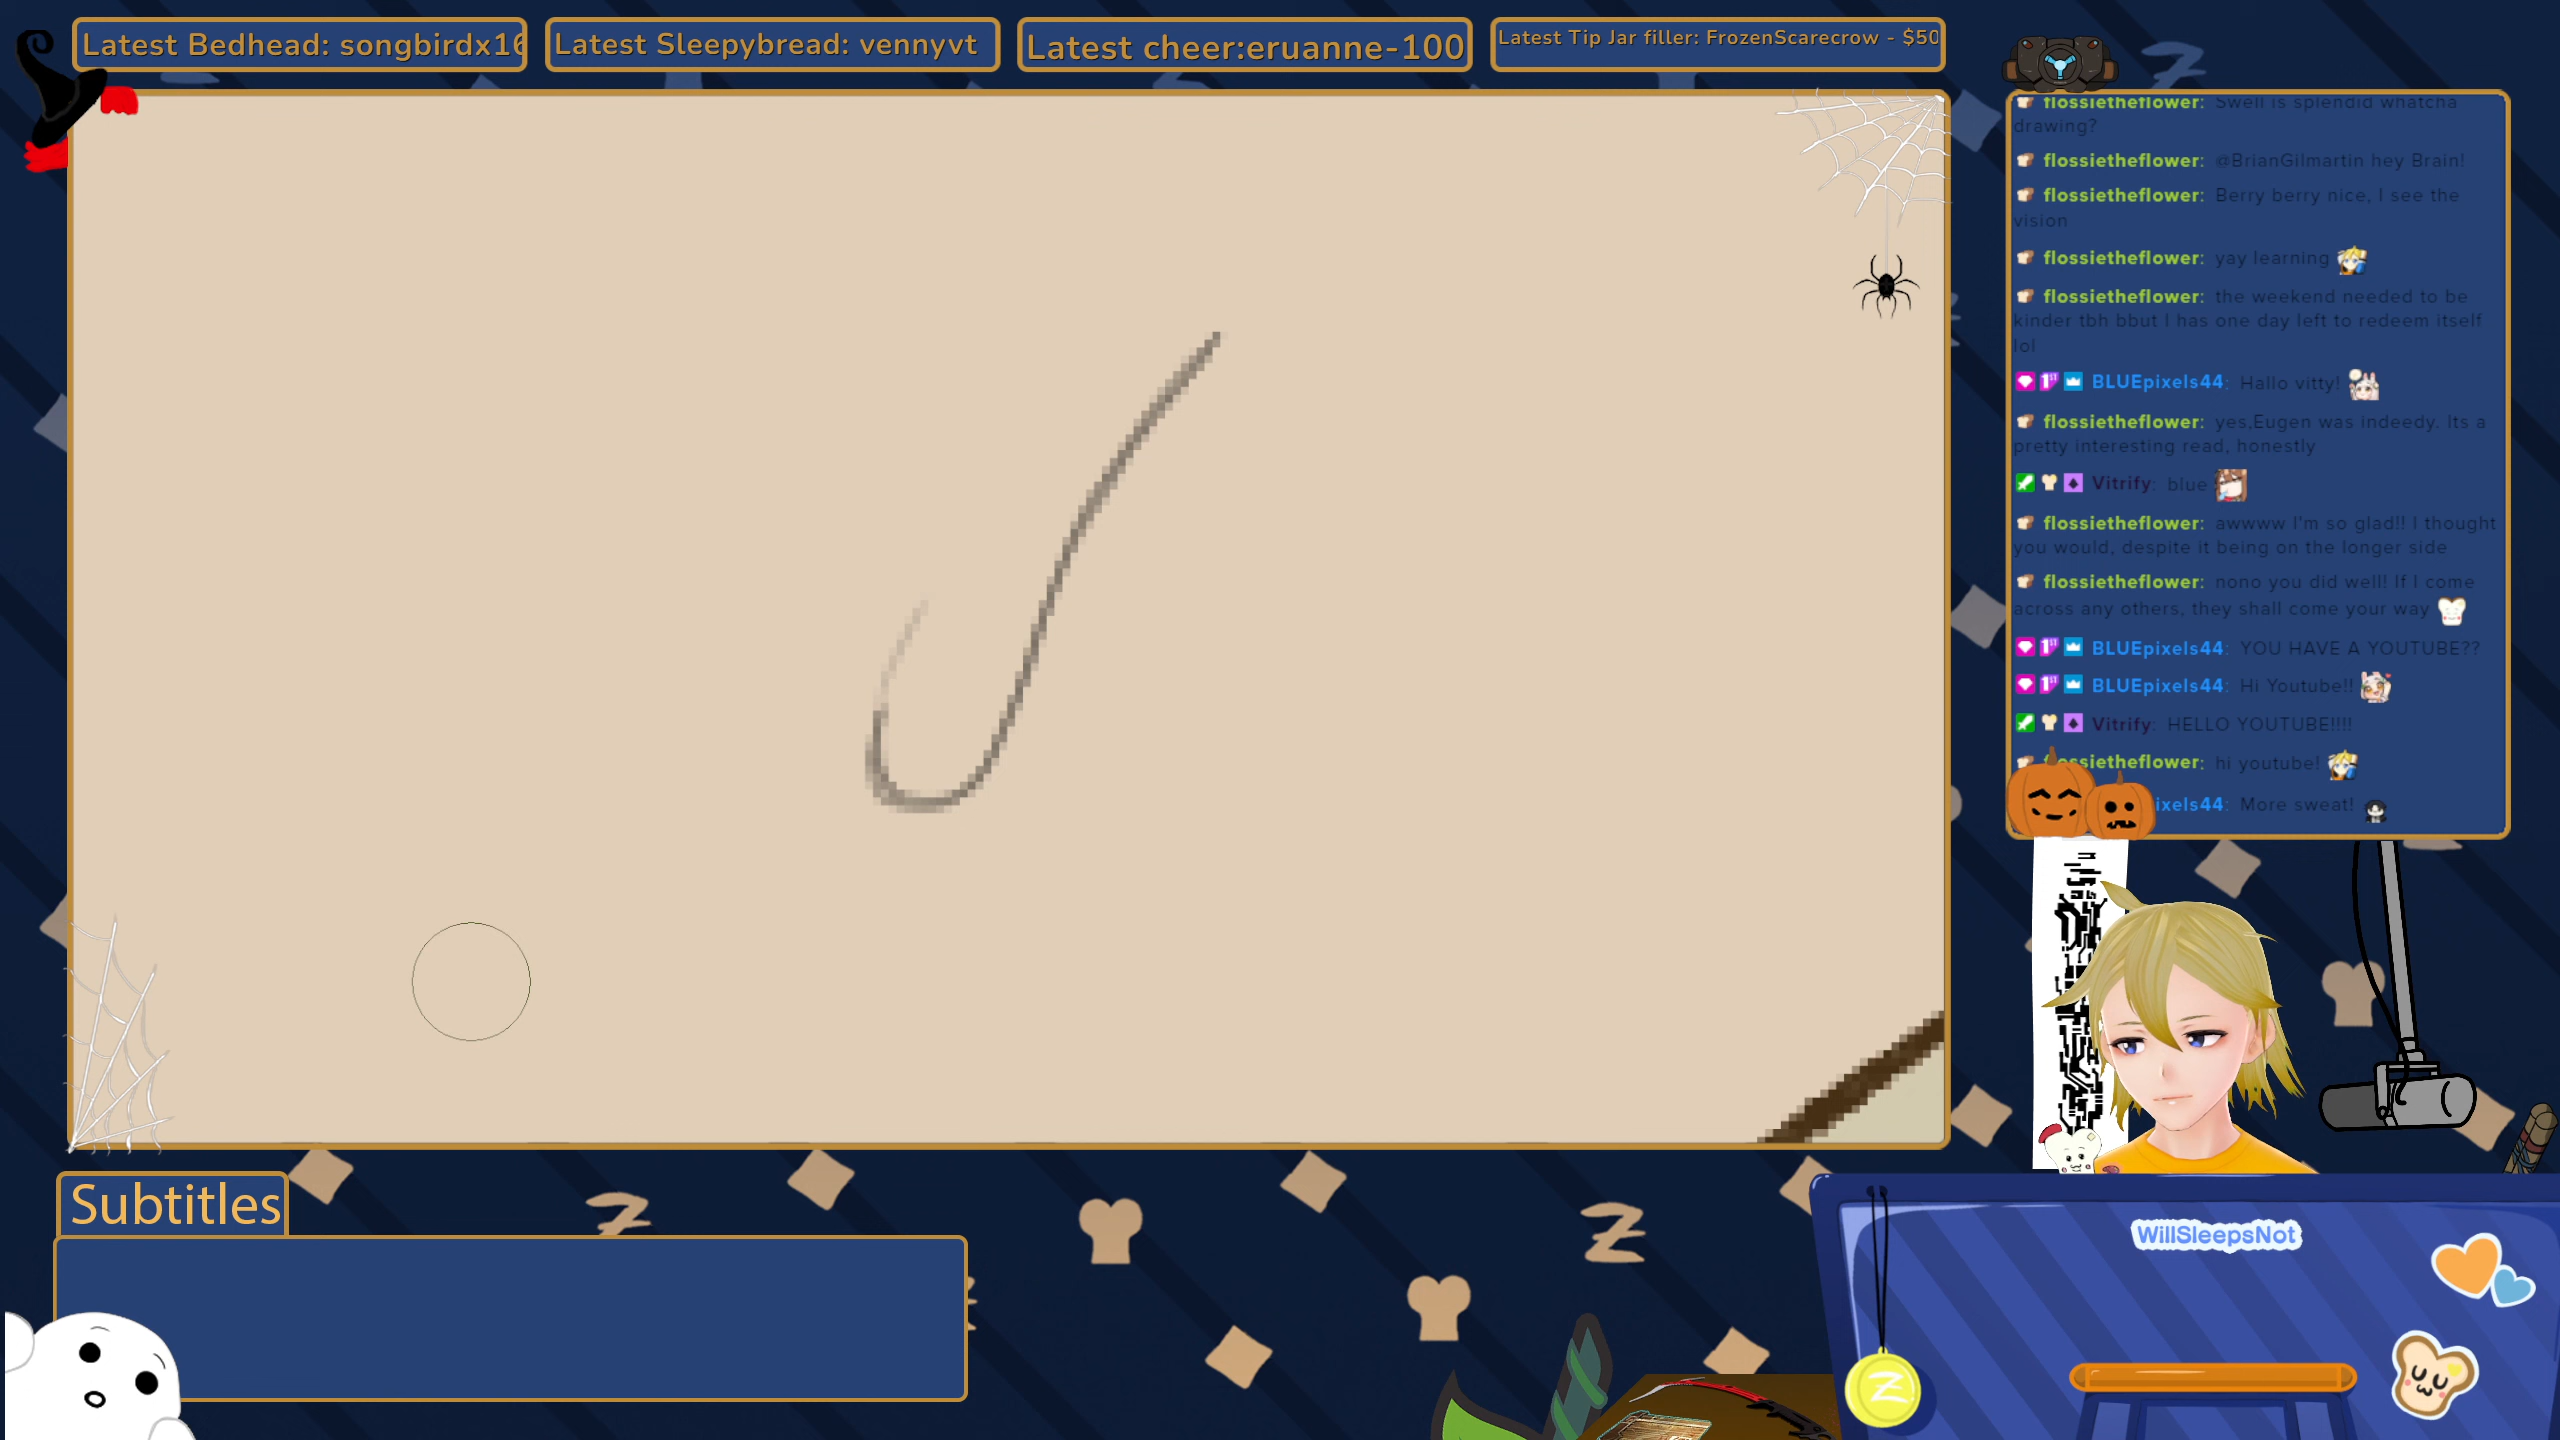 Latest Bedhead: songbirdx16
Latest Sleepybread: vennyvt
Latest cheer:eruanne-100
Latest Tip Jar filler: FrozenScarecrow - $50
flossietheflower: Swell is splendid whatcha
drawing?
flossietheflower: @BrianGilmartin hey Brain!
flossietheflower: Berry berry nice, I see the
vision
flossietheflower: yay learning
flossietheflower: the weekend needed to be
kinder tbh bbut I has one day left to redeem itself
lol
BLUEpixels44: Hallo vitty!
flossietheflower: yes,Eugen was indeedy. Its a
pretty interesting read, honestly
Vitrify: blue
flossietheflower: awwww I'm so glad!! I thought
you would, despite it being on the longer side
flossietheflower: nono you did well! If I come
across any others, they shall come your way
BLUEpixels44: YOU HAVE A YOUTUBE??
BLUEpixels44: Hi Youtube!!
Vitrify: HELLO YOUTUBE!!!!
ossietheflower: hi youtube!
ixels44: More sweat!
Subtitles
WillSleepsNot
Z